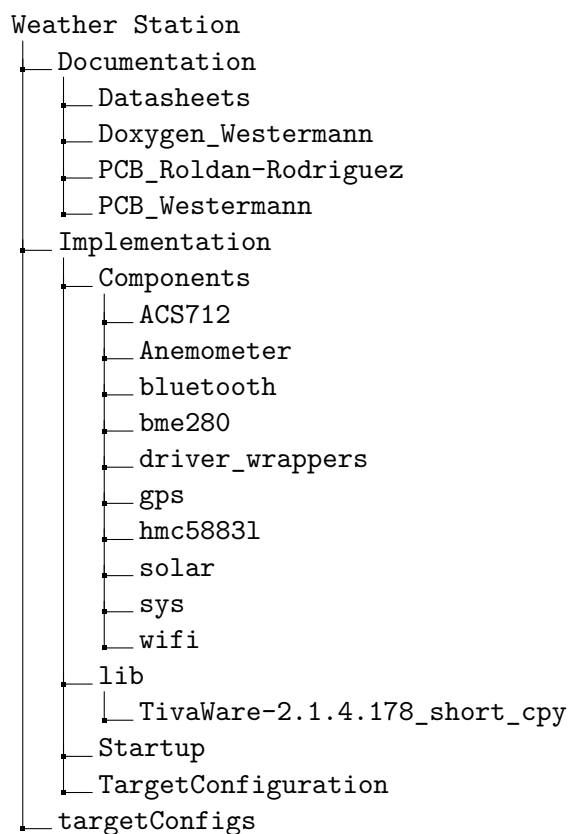 Weather Station
Documentation
Datasheets
Doxygen_Westermann
PCB_Roldan-Rodriguez
PCB_Westermann
Implementation
Components
ACS712
Anemometer
bluetooth
bme280
driver_wrappers
gps
hmc5883l
solar
sys
wifi
lib
TivaWare-2.1.4.178_short_cpy
Startup
TargetConfiguration
targetConfigs